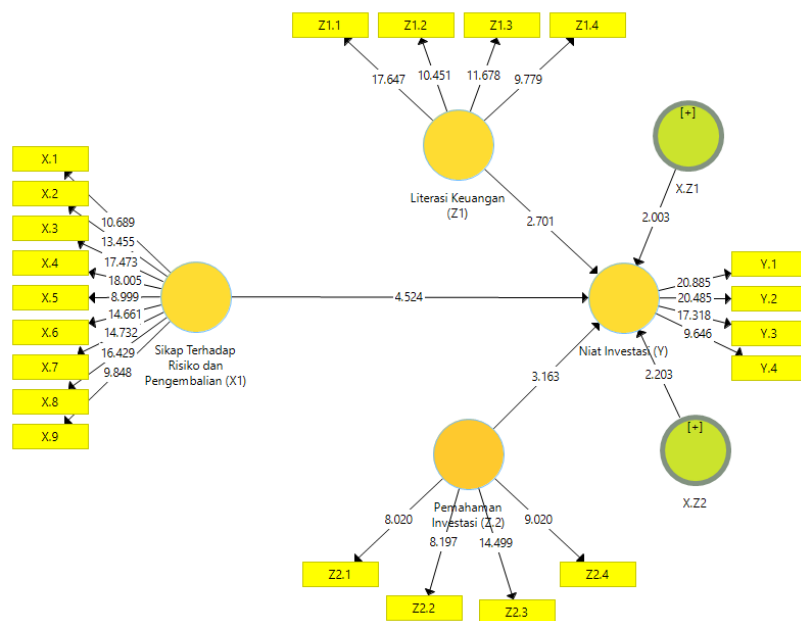 Z1.1
Z1.2
Z1.3
Z1.4
17.647
10.451
11.678
9.779
Literasi Keuangan
(Z1)
2.701
[+]
X.Z1
2.003
X.1
X.2
X.3
X.4
X.5
X.6
X.7
X.8
X.9
10.689
13.455
17.473
18.005
8.999
14.661
14.732
16.429
9.848
Sikap Terhadap
Risiko dan
Pengembalian (X1)
4.524
Niat Investasi (Y)
20.885
20.485
17.318
9.646
Y.1
Y.2
Y.3
Y.4
3.163
2.203
[+]
X.Z2
Pemahaman
Investasi (Z.2)
8.020
8.197
14.499
9.020
Z2.1
Z2.2
Z2.3
Z2.4